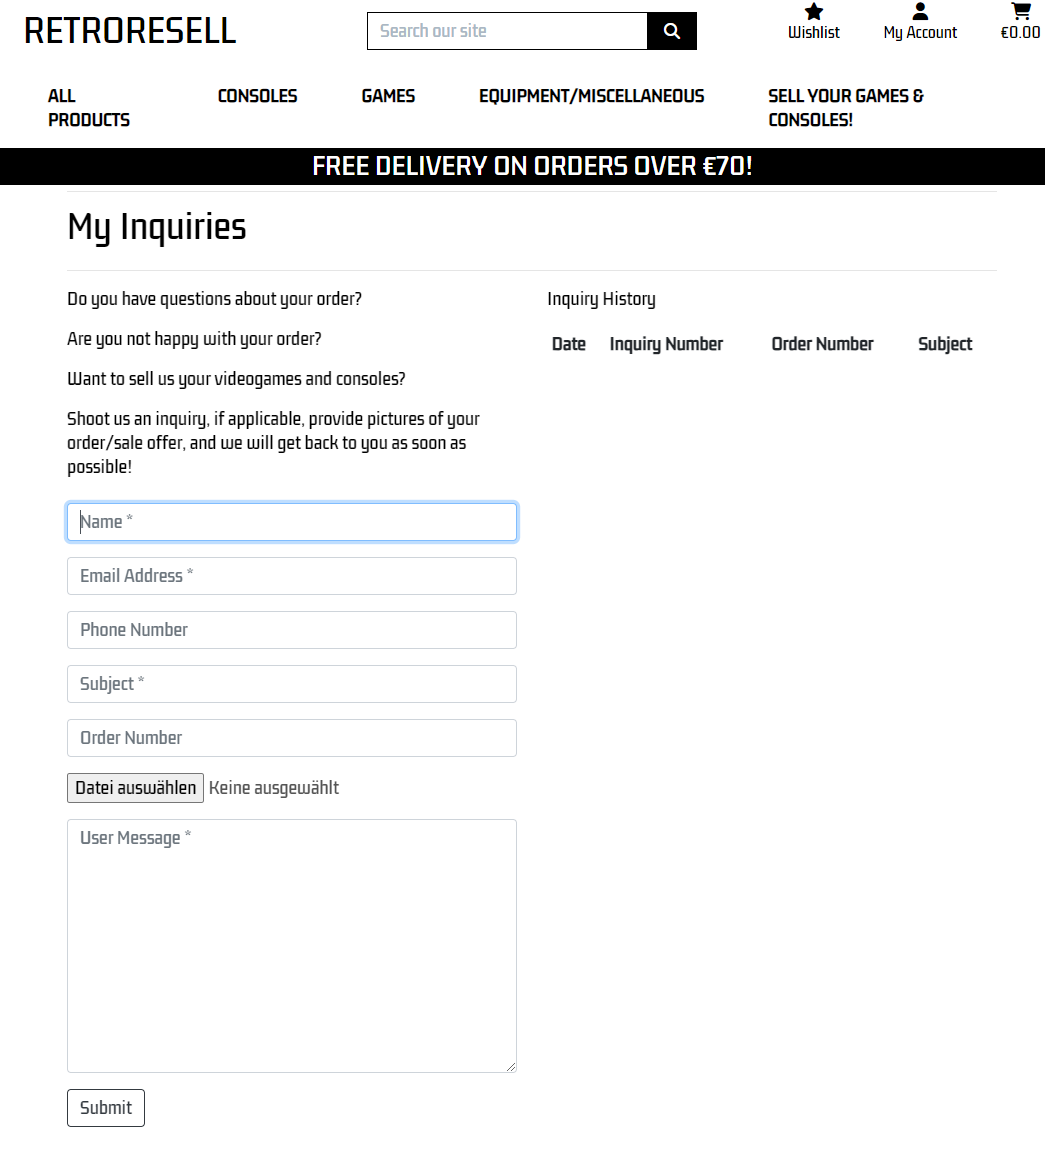 RETRORESELL
Search our site
Wishlist
My Account
€0.00
ALL
PRODUCTS
CONSOLES
GAMES
EQUIPMENT/MISCELLANEOUS
SELL YOUR GAMES &
CONSOLES!
FREE DELIVERY ON ORDERS OVER €70!
My Inquiries
Do you have questions about your order?
Are you not happy with your order?
Want to sell us your videogames and consoles?
Shoot us an inquiry, if applicable, provide pictures of your
order/sale offer, and we will get back to you as soon as
possible!
Name *
Email Address *
Phone Number
Subject *
Order Number
Datei auswählen Keine ausgewählt
User Message *
Submit
Inquiry History
Date Inquiry Number Order Number Subject